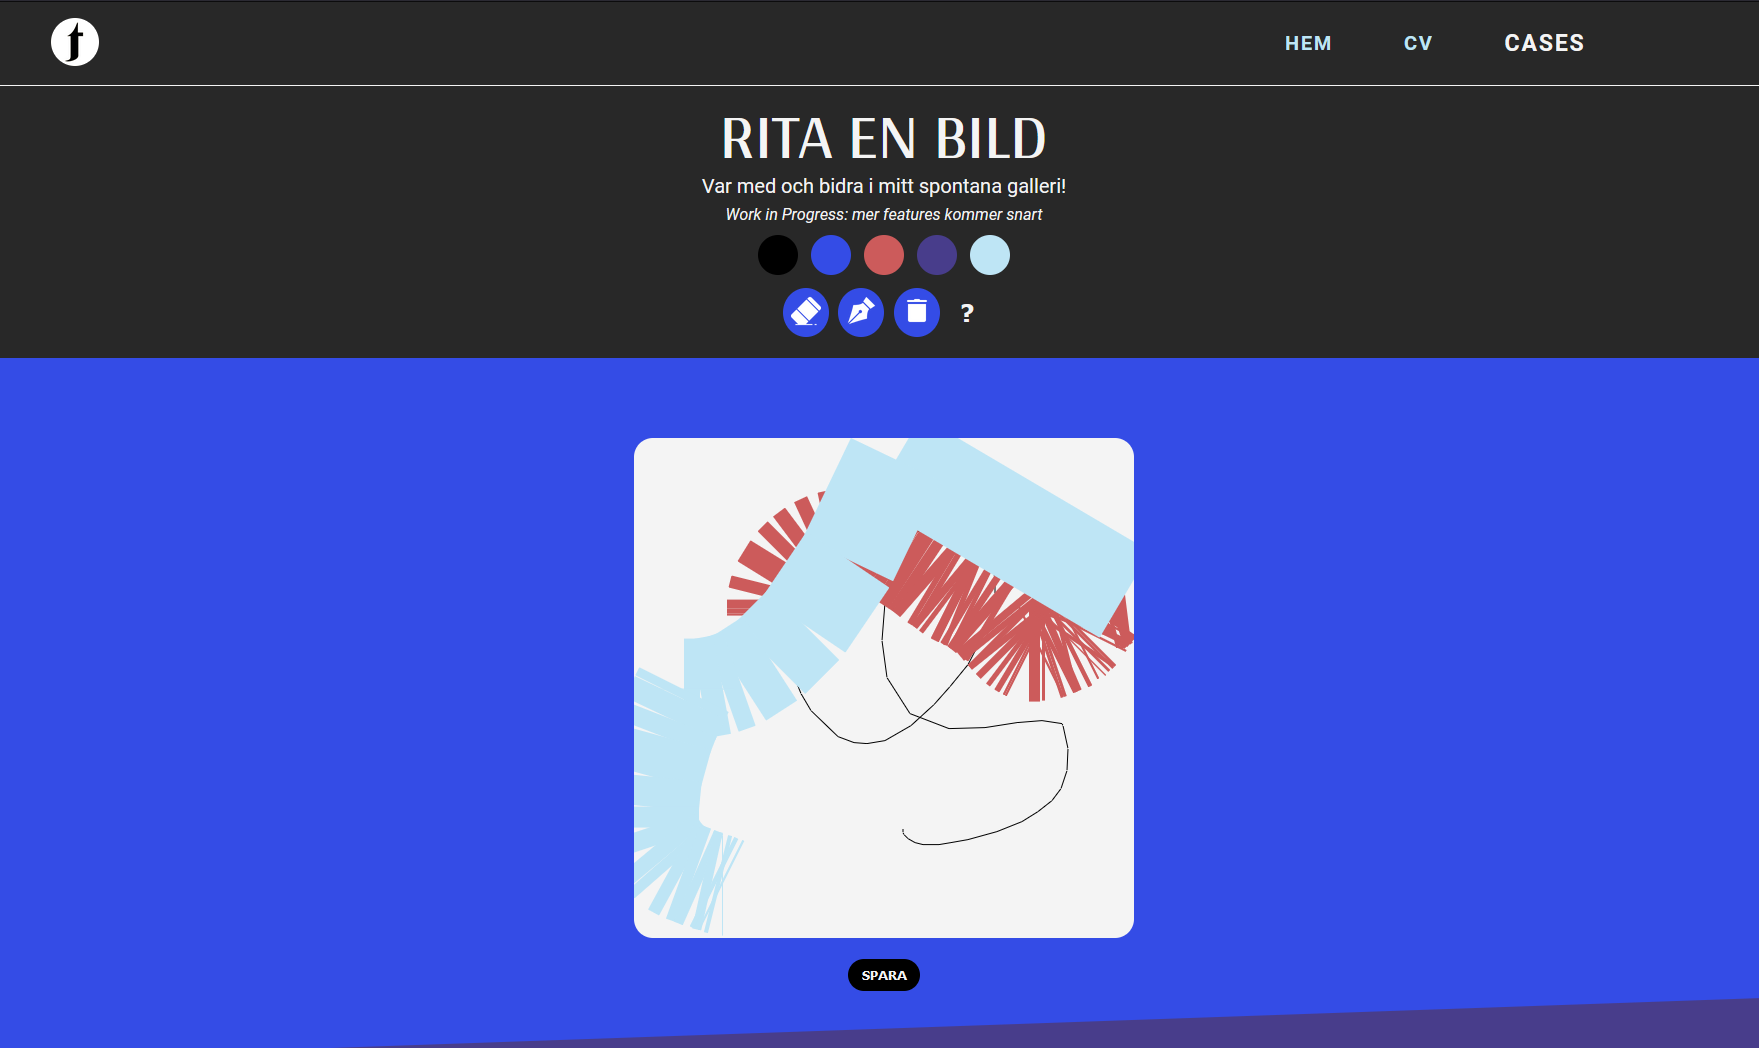 HEM CV CASES
RITA EN BILD
Var med och bidra i mitt spontana galleri!
Work in Progress: mer features kommer snart
?
SPARA